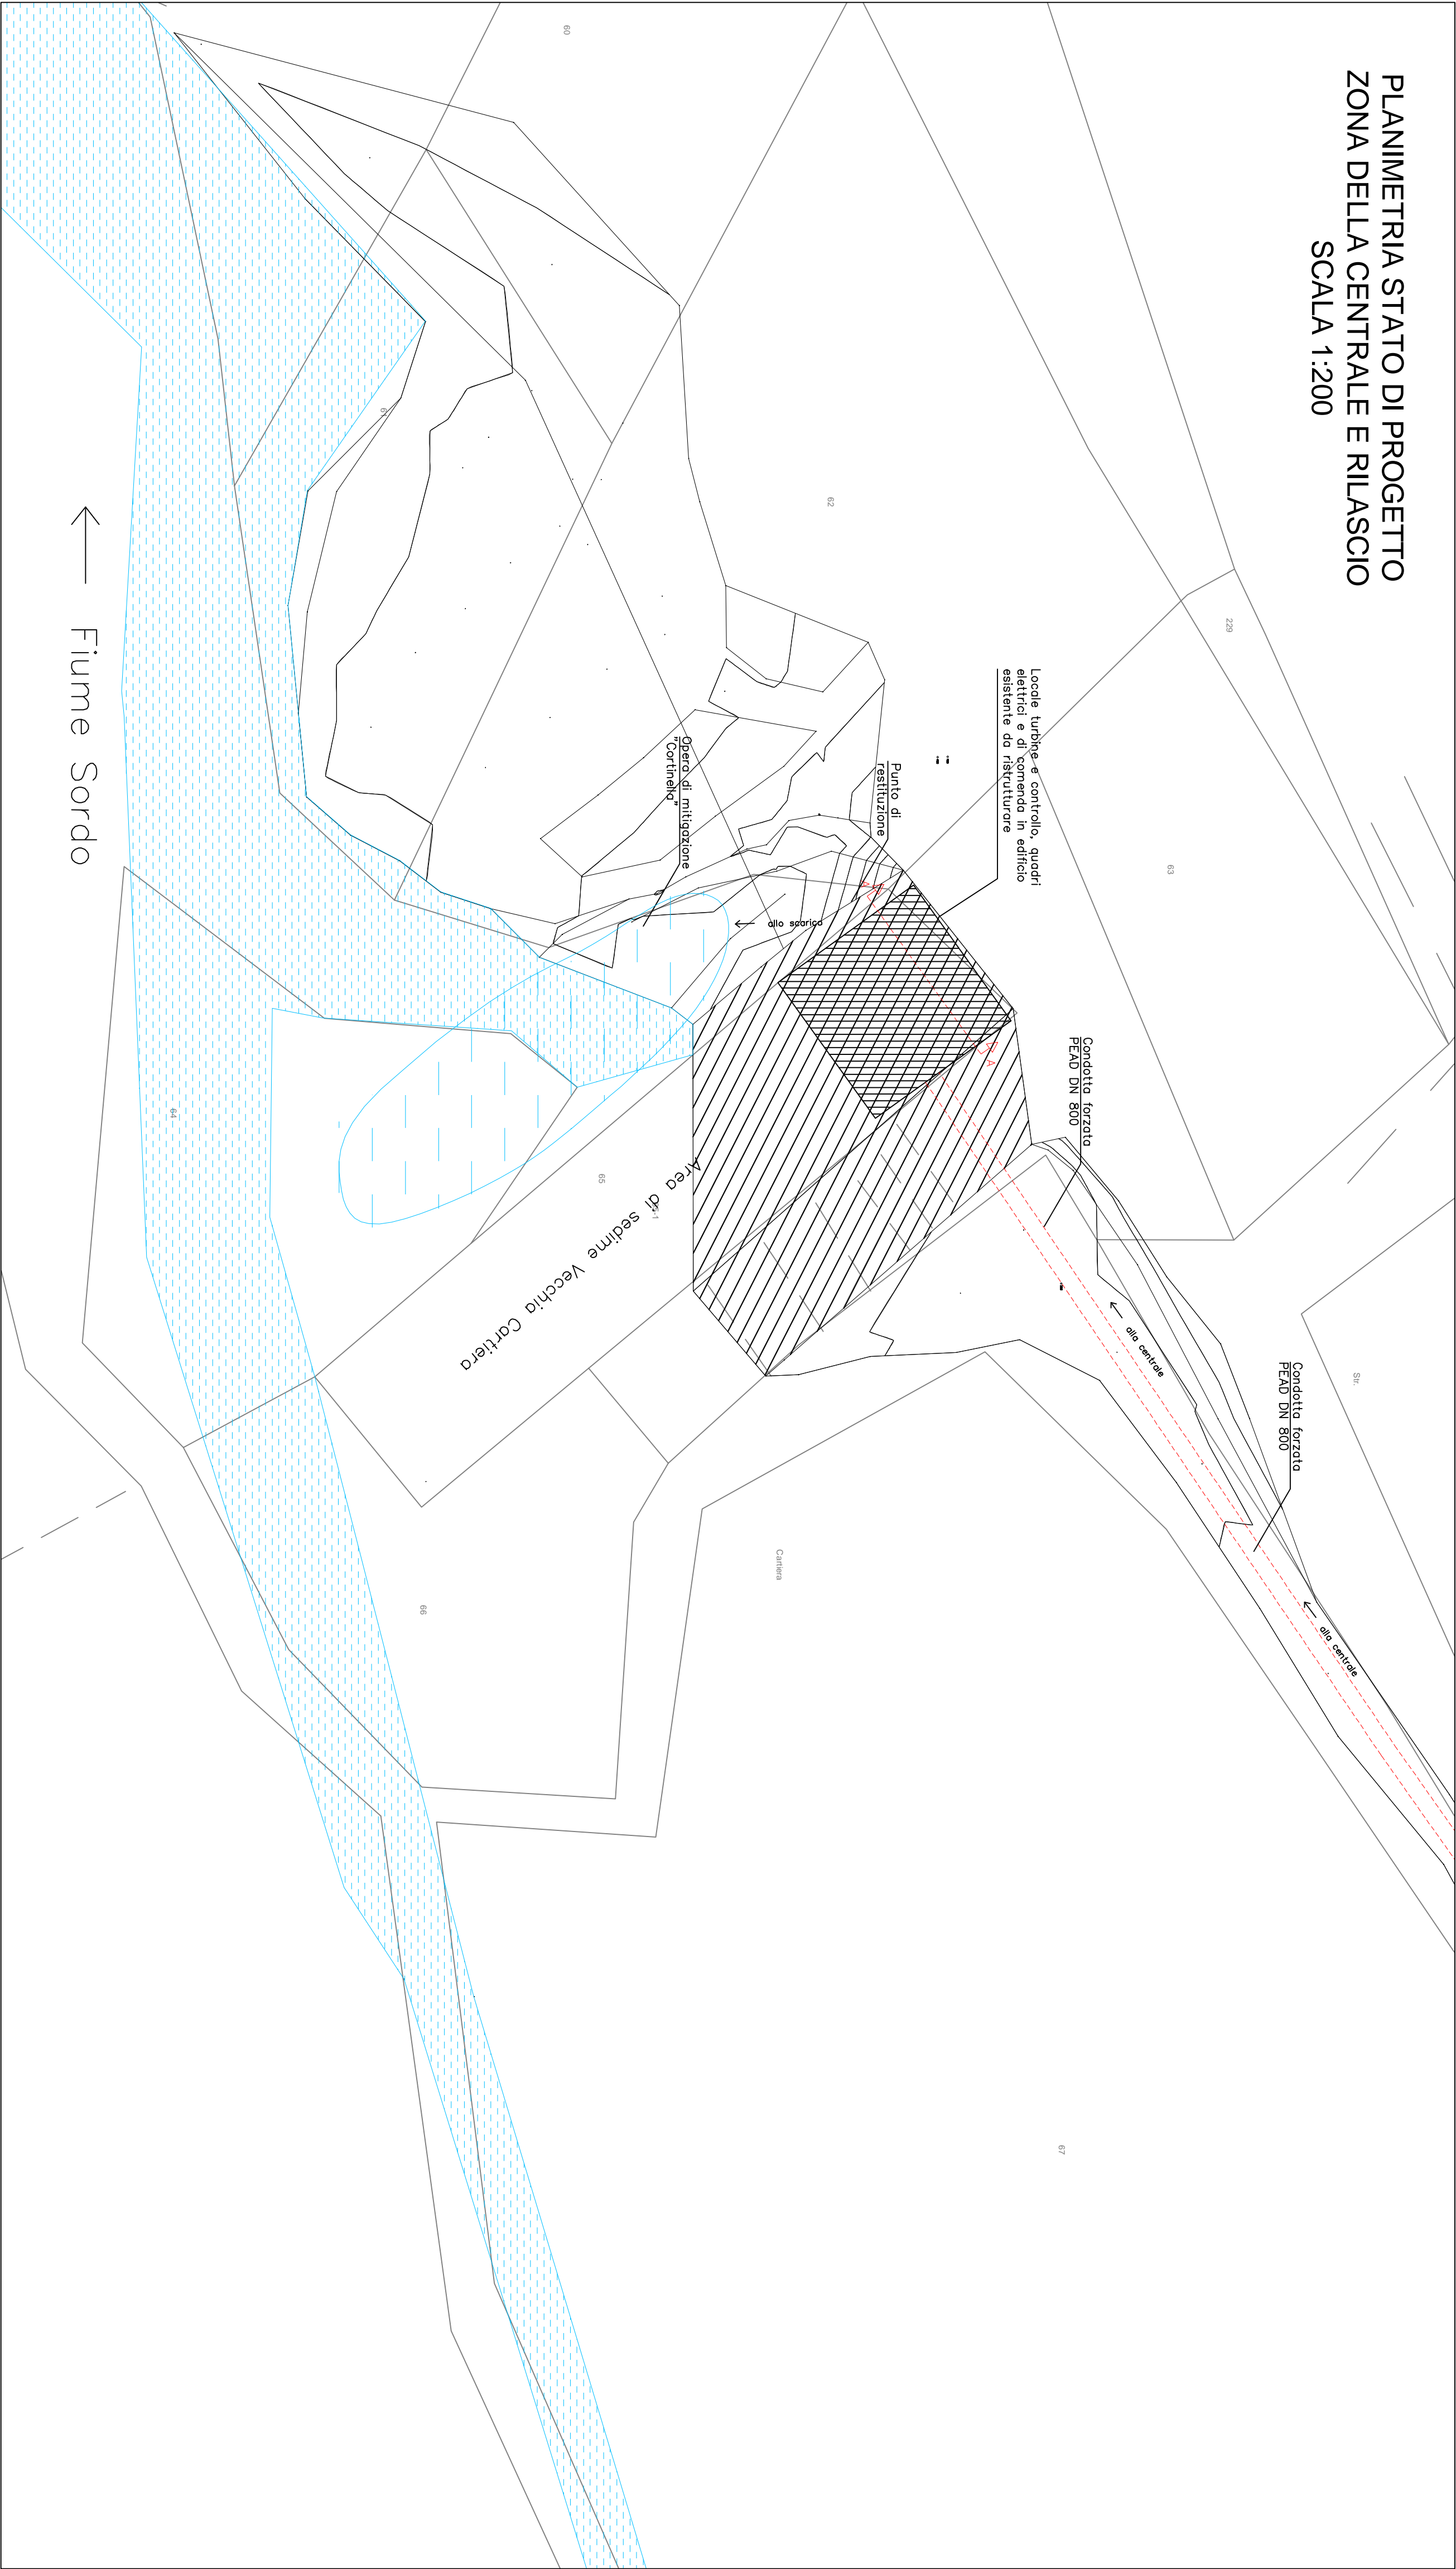 PLANIMETRIA STATO DI PROGETTO
ZONA DELLA CENTRALE E RILASCIO
SCALA 1:200
60
61
62
229
63
Locale turbine e controllo, quadri
elettrici e di comenda in edificio
esistente da ristrutturare
Punto di
restituzione
Opera di mitigazione
"Cortinella"
allo scarico
A
A
Condotta forzata
PEAD DN 800
alla centrale
Condotta forzata
PEAD DN 800
alla centrale
Str.
Fiume Sordo
64
65
Area di sedime Vecchia Cartiera
Cartiera
66
67